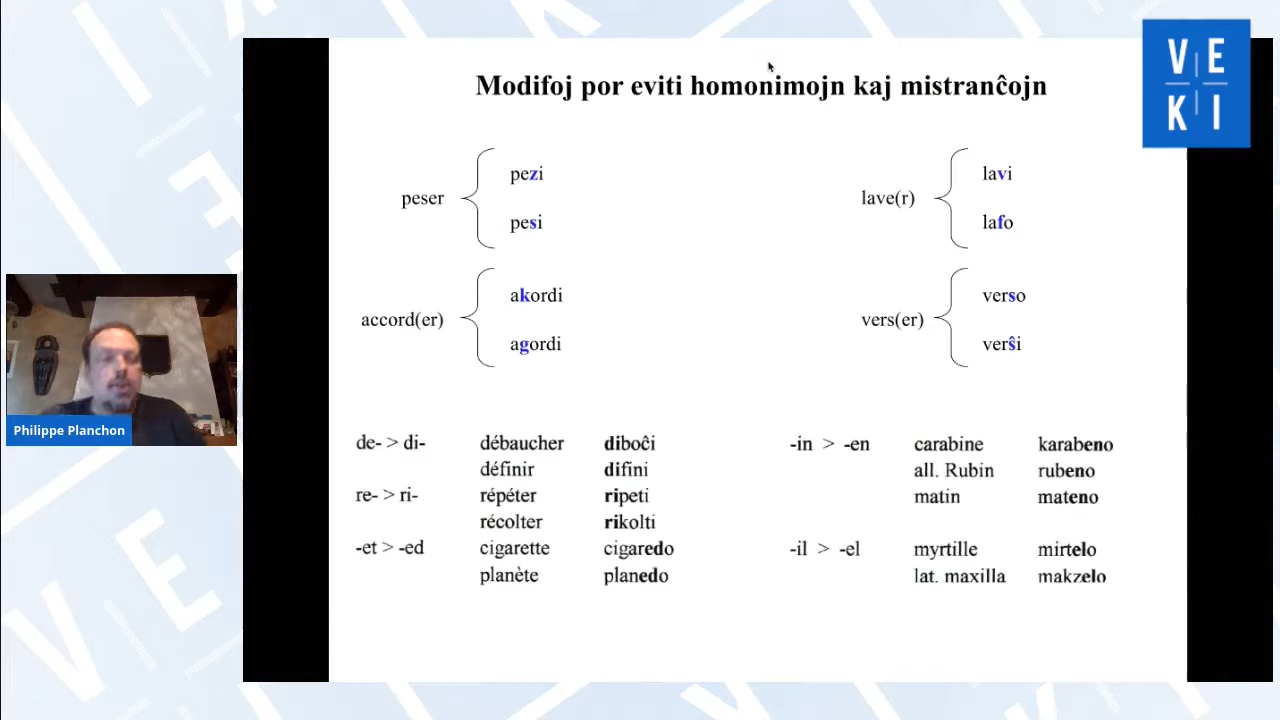 VE
KI
Modifoj por eviti homonimojn kaj mistranĉojn
peser
pezi
pesi
lave(r)
lavi
lafo
accord(er)
akordi
agordi
vers(er)
verso
verŝi
de- > di- débaucher diboĉi
définir difini
re- > ri- répéter ripeti
récolter rikolti
-et > -ed cigarette cigaredo
planète planedo
-in > -en carabine karabeno
all. Rubin rubeno
matin mateno
-il > -el myrtille mirtelo
lat. maxilla makzelo
Philippe Planchon